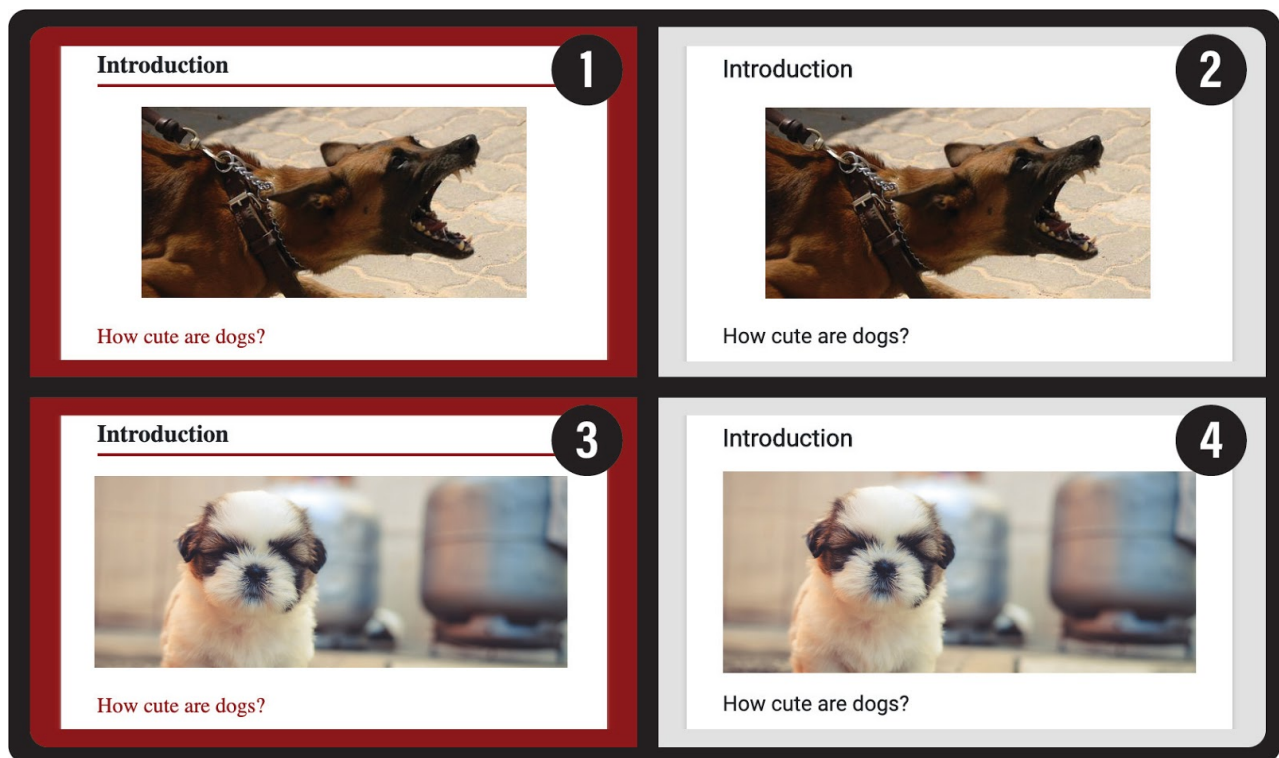 Introduction
1
How cute are dogs?
Introduction
2
How cute are dogs?
Introduction
3
How cute are dogs?
Introduction
4
How cute are dogs?